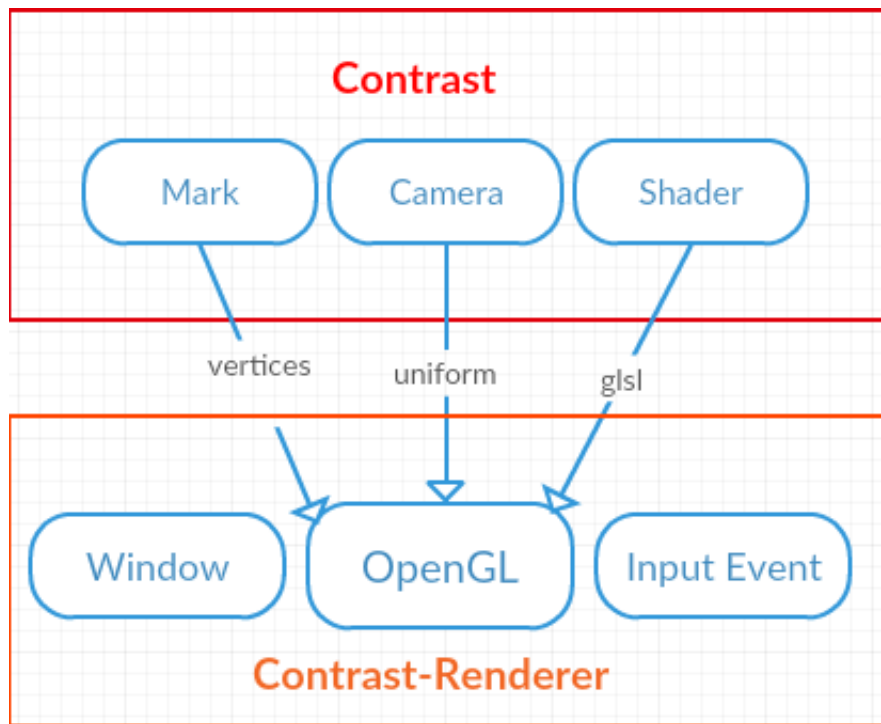 Contrast
Mark
Camera
Shader
vertices
uniform
glsl
Window
OpenGL
Input Event
Contrast-Renderer